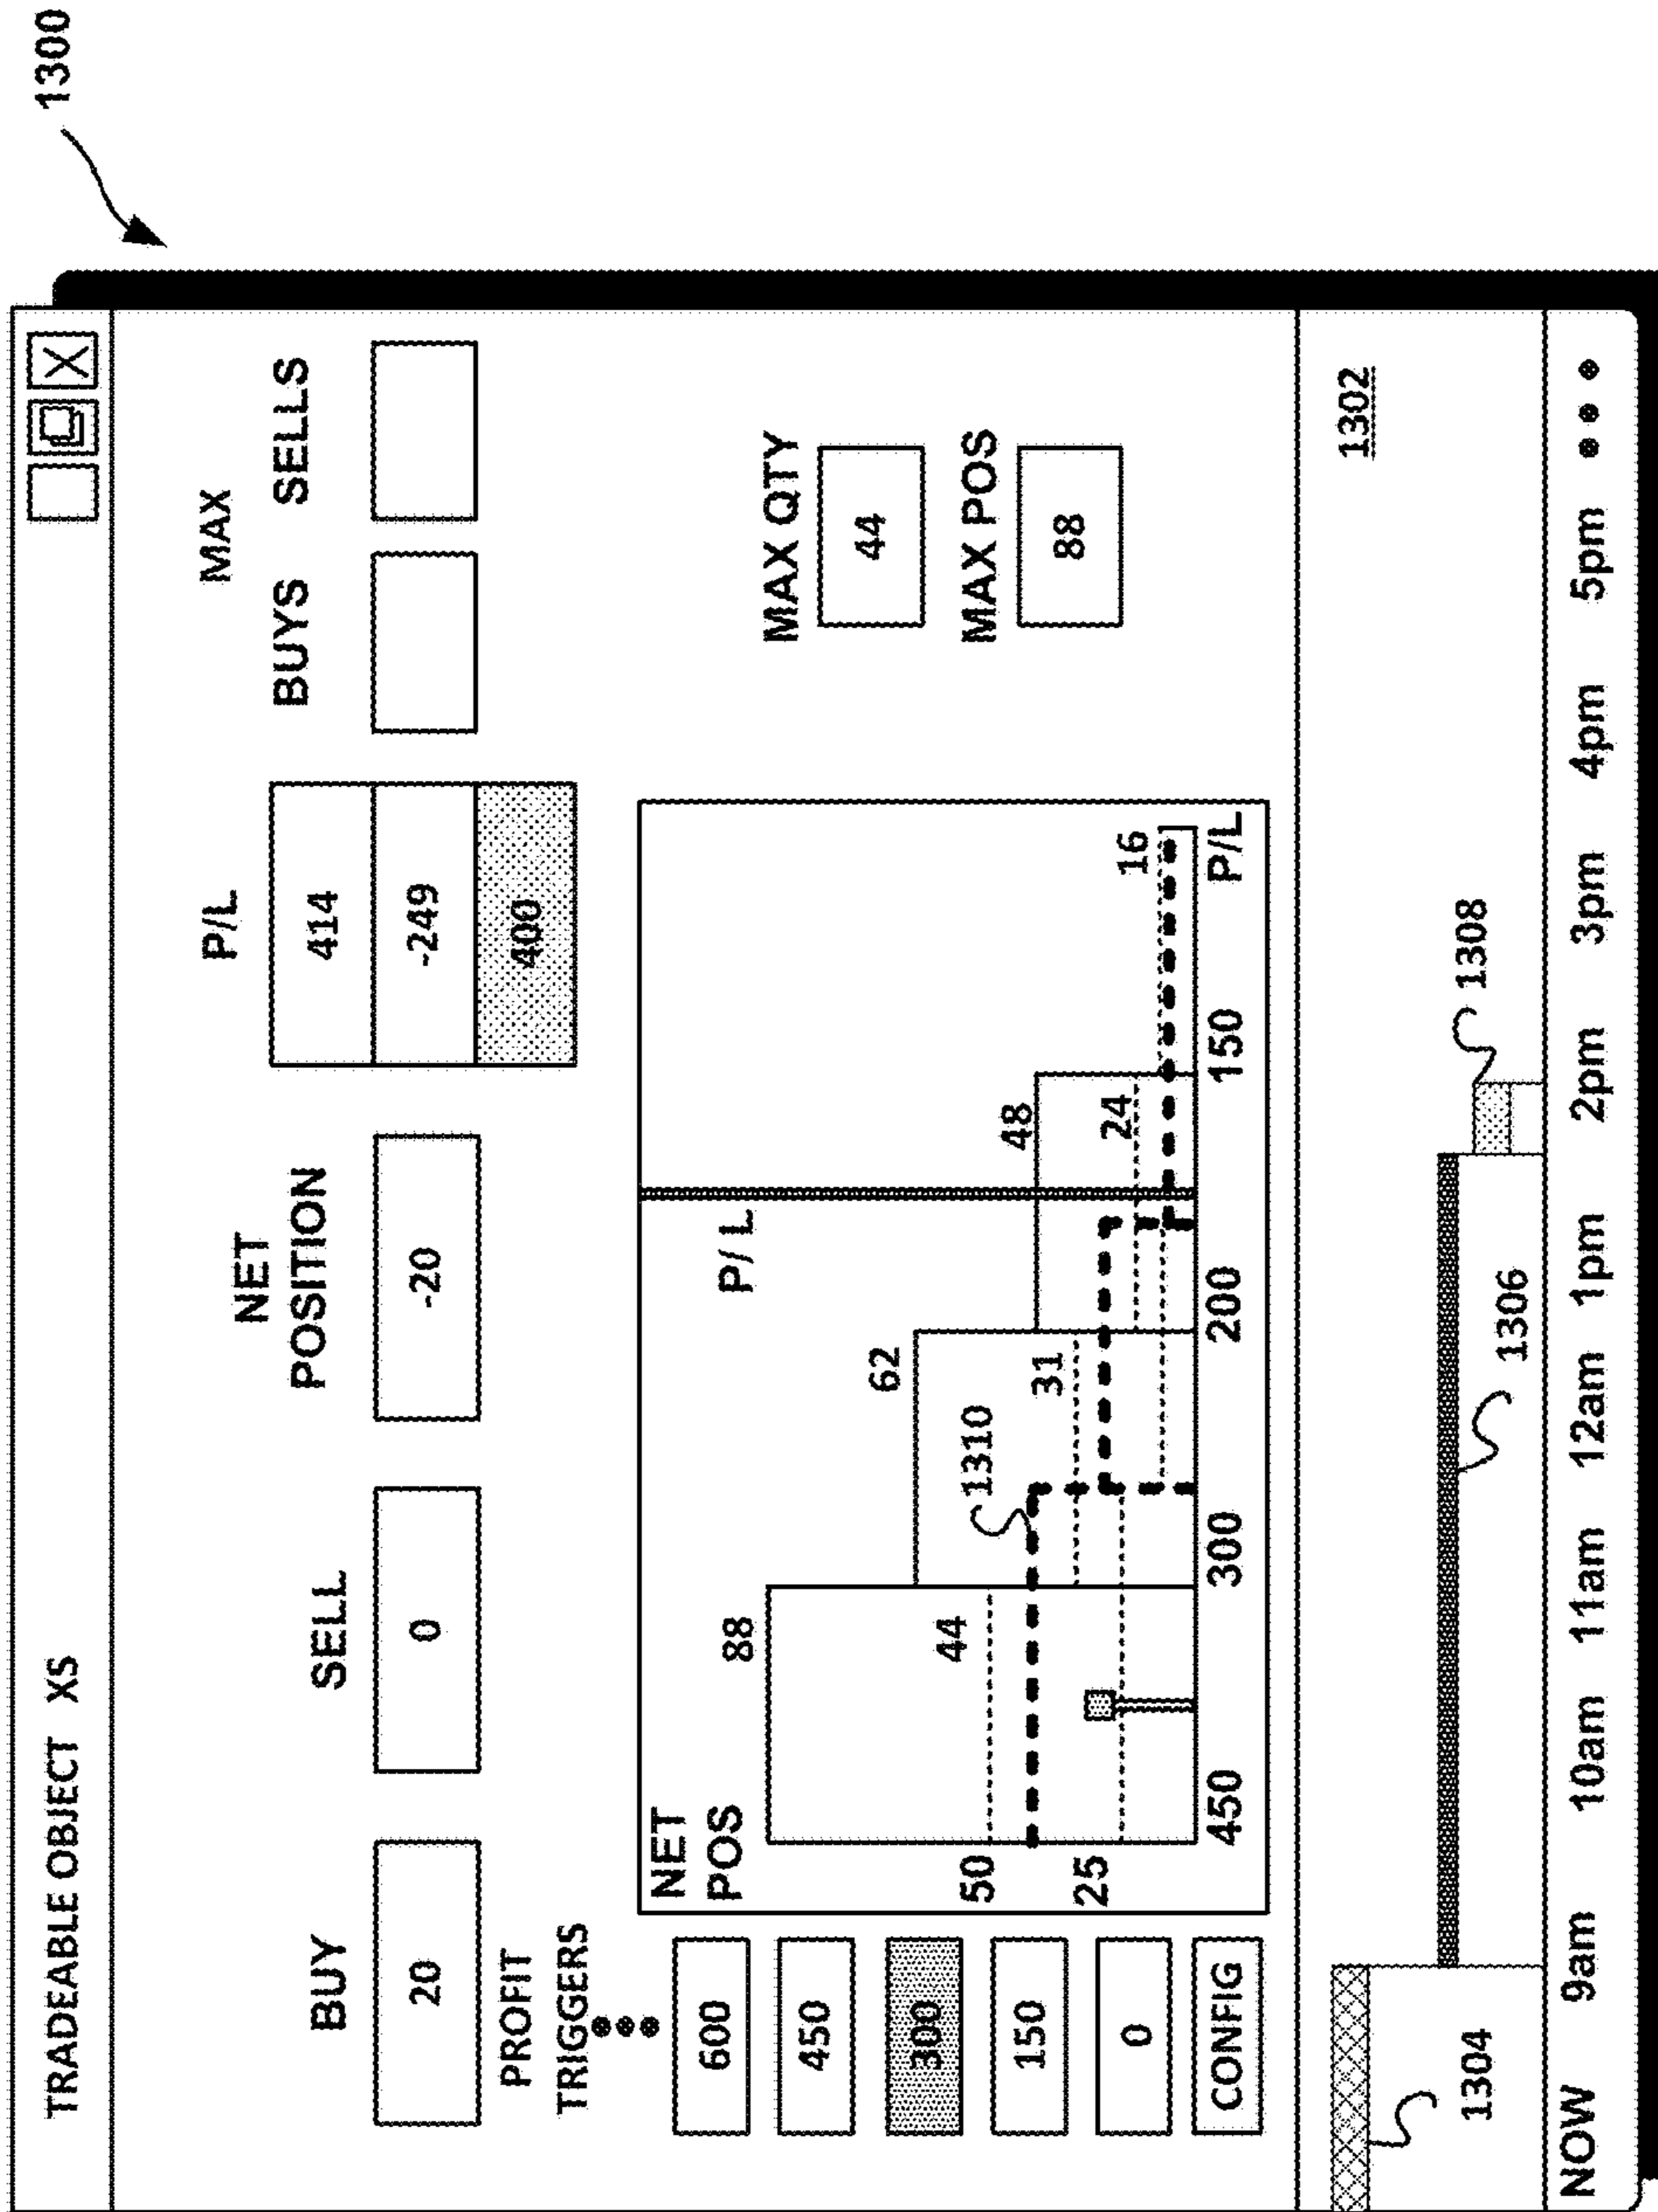 1300
TRADEABLE OBJECT XS
X
BUY
SELL
NET
POSITION
P/L
MAX
BUYS SELLS
20
0
-20
414
-249
400
PROFIT
TRIGGERS
600
450
300
150
0
CONFIG
NET
POS
50
25
88
44
62
31
1310
P/L
48
24
16
450
300
200
150
P/L
MAX QTY
44
MAX POS
88
1302
1304
1306
1308
NOW 9am 10am 11am 12am 1pm 2pm 3pm 4pm 5pm